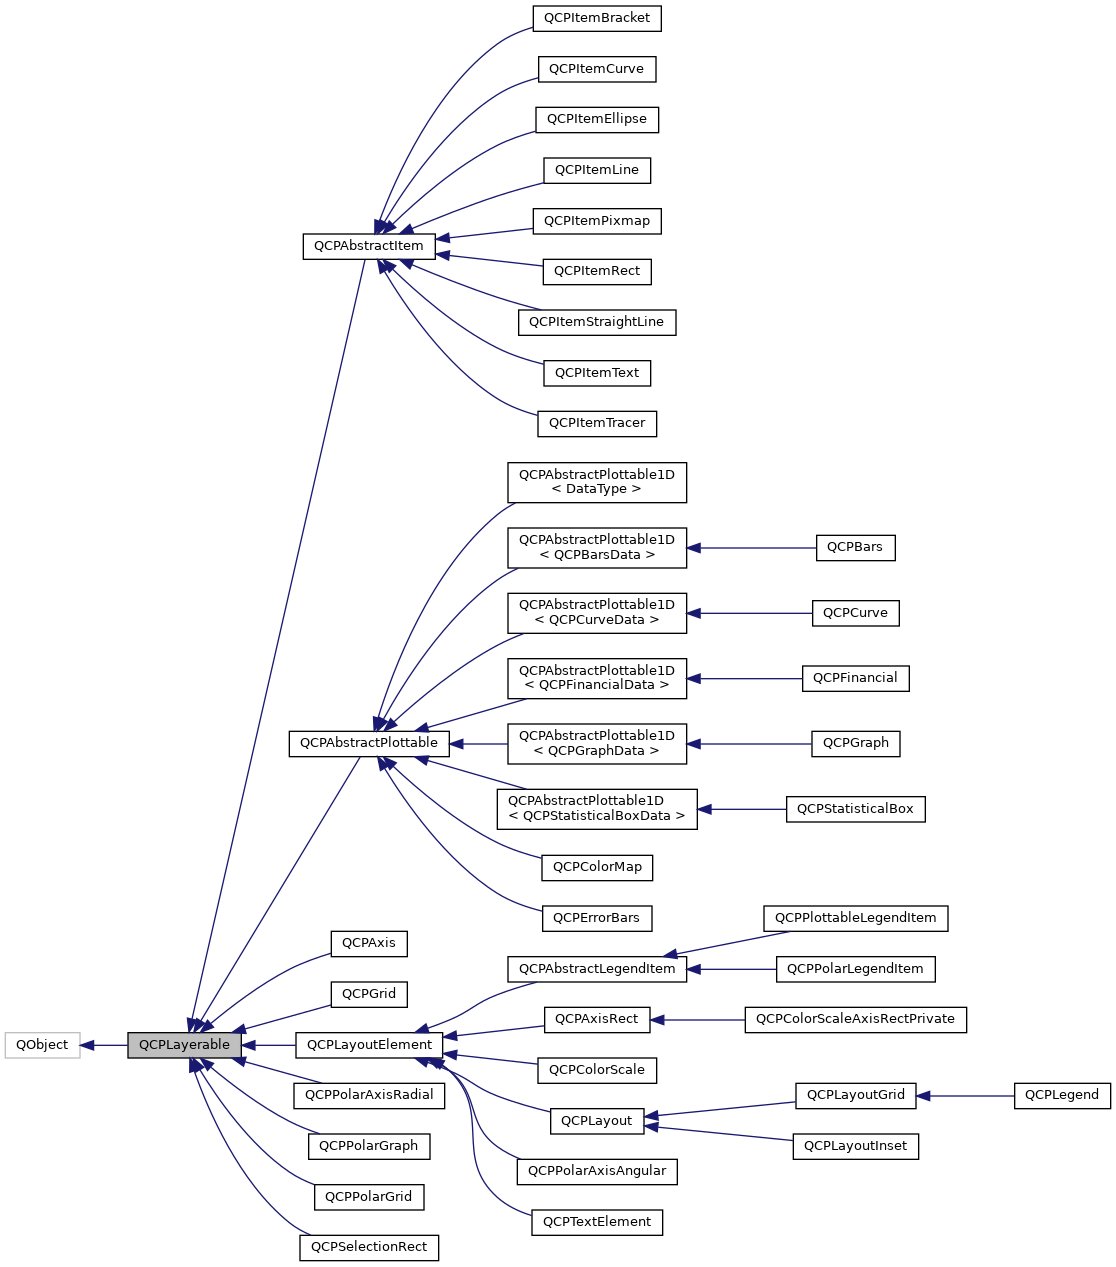 QCPItemBracket
QCPItemCurve
QCPItemEllipse
QCPItemLine
QCPItemPixmap
QCPAbstractItem
QCPItemRect
QCPItemStraightLine
QCPItemText
QCPItemTracer
QCPAbstractPlottable1D
< DataType >
QCPAbstractPlottable1D
< QCPBarsData >
QCPBars
QCPAbstractPlottable1D
< QCPCurveData >
QCPCurve
QCPAbstractPlottable1D
< QCPFinancialData >
QCPFinancial
QCPAbstractPlottable
QCPAbstractPlottable1D
< QCPGraphData >
QCPGraph
QCPAbstractPlottable1D
< QCPStatisticalBoxData >
QCPStatisticalBox
QCPColorMap
QCPErrorBars
QCPPlottableLegendItem
QCPAxis
QCPAbstractLegendItem
QCPPolarLegendItem
QCPGrid
QCPAxisRect
QCPColorScaleAxisRectPrivate
QObject
QCPLayerable
QCPLayoutElement
QCPColorScale
QCPPolarAxisRadial
QCPLayoutGrid
QCPLegend
QCPLayout
QCPPolarGraph
QCPLayoutInset
QCPPolarAxisAngular
QCPPolarGrid
QCPTextElement
QCPSelectionRect